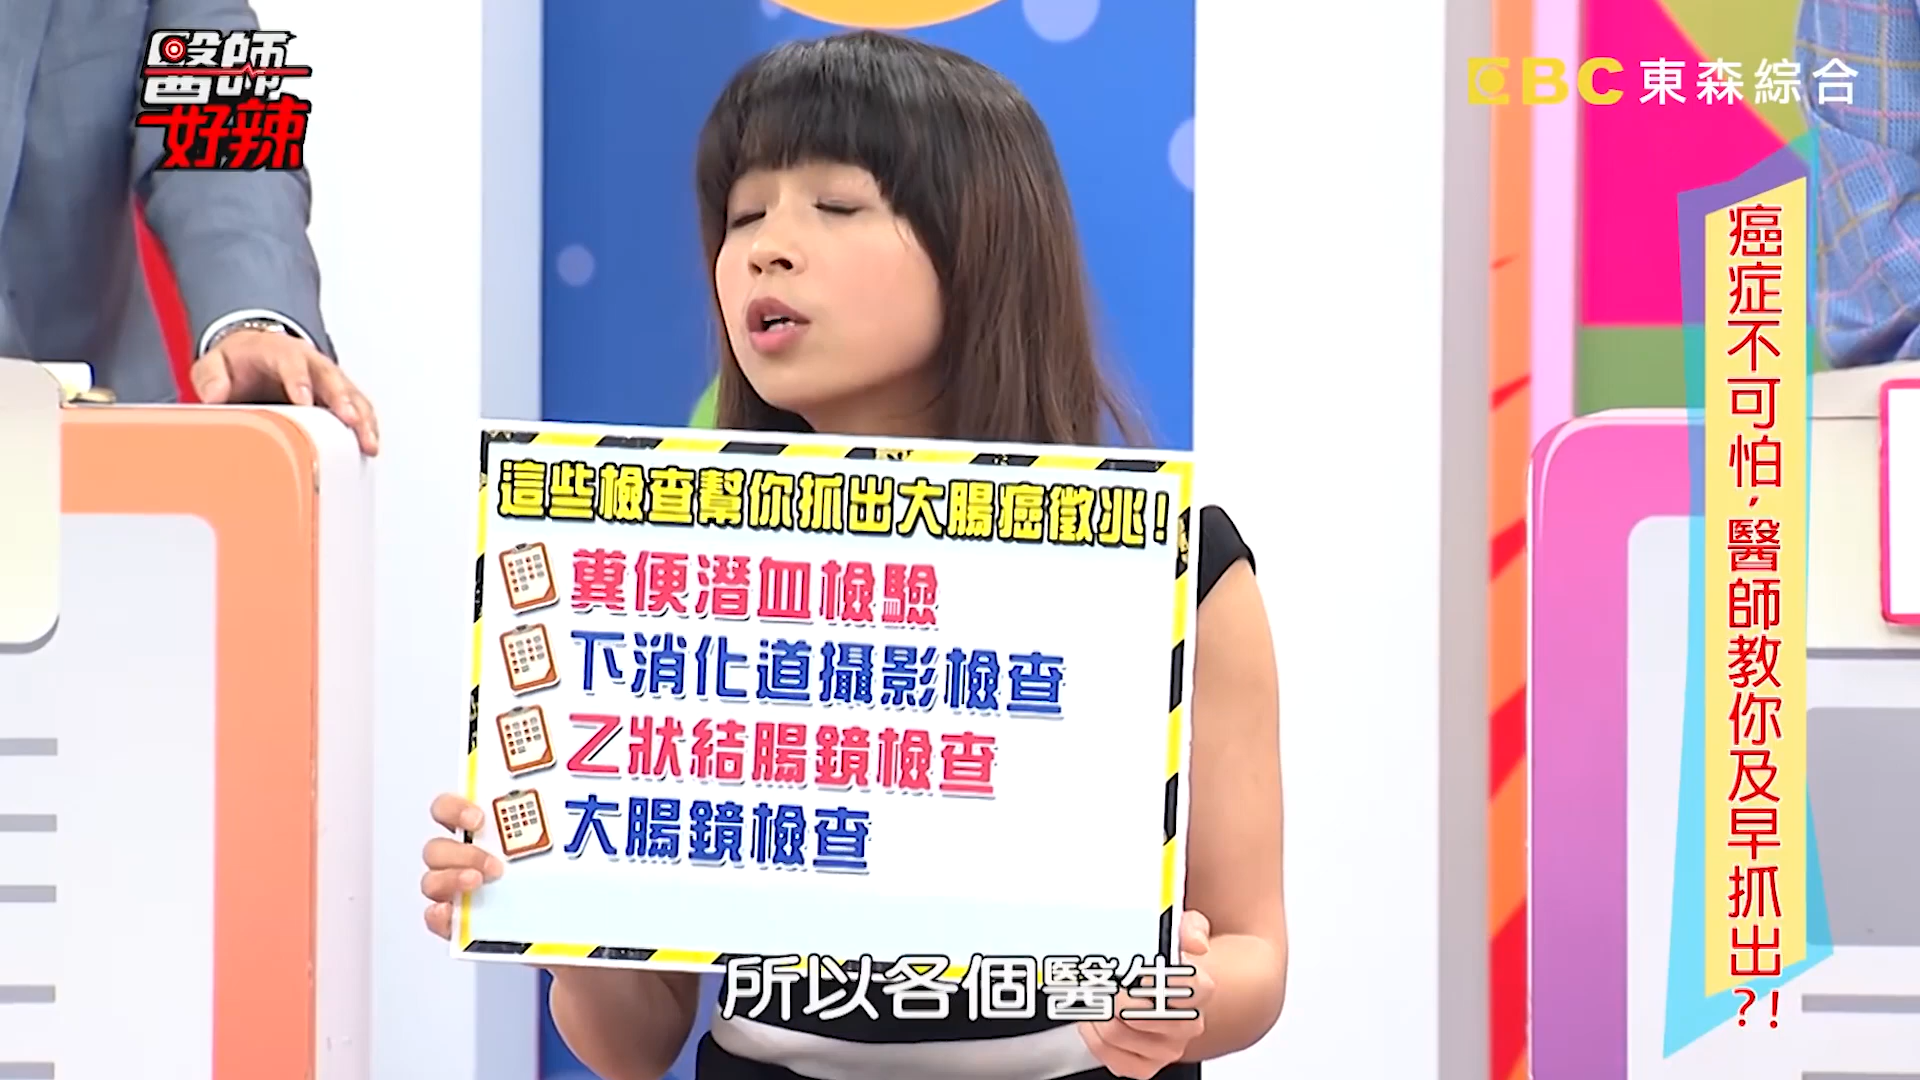 醫師
好辣
EBC 東森綜合
癌症不可怕，醫師教你及早抓出?!
這些檢查幫你抓出大腸癌徵兆!
糞便潛血檢驗
下消化道攝影檢查
乙狀結腸鏡檢查
大腸鏡檢查
所以各個醫生